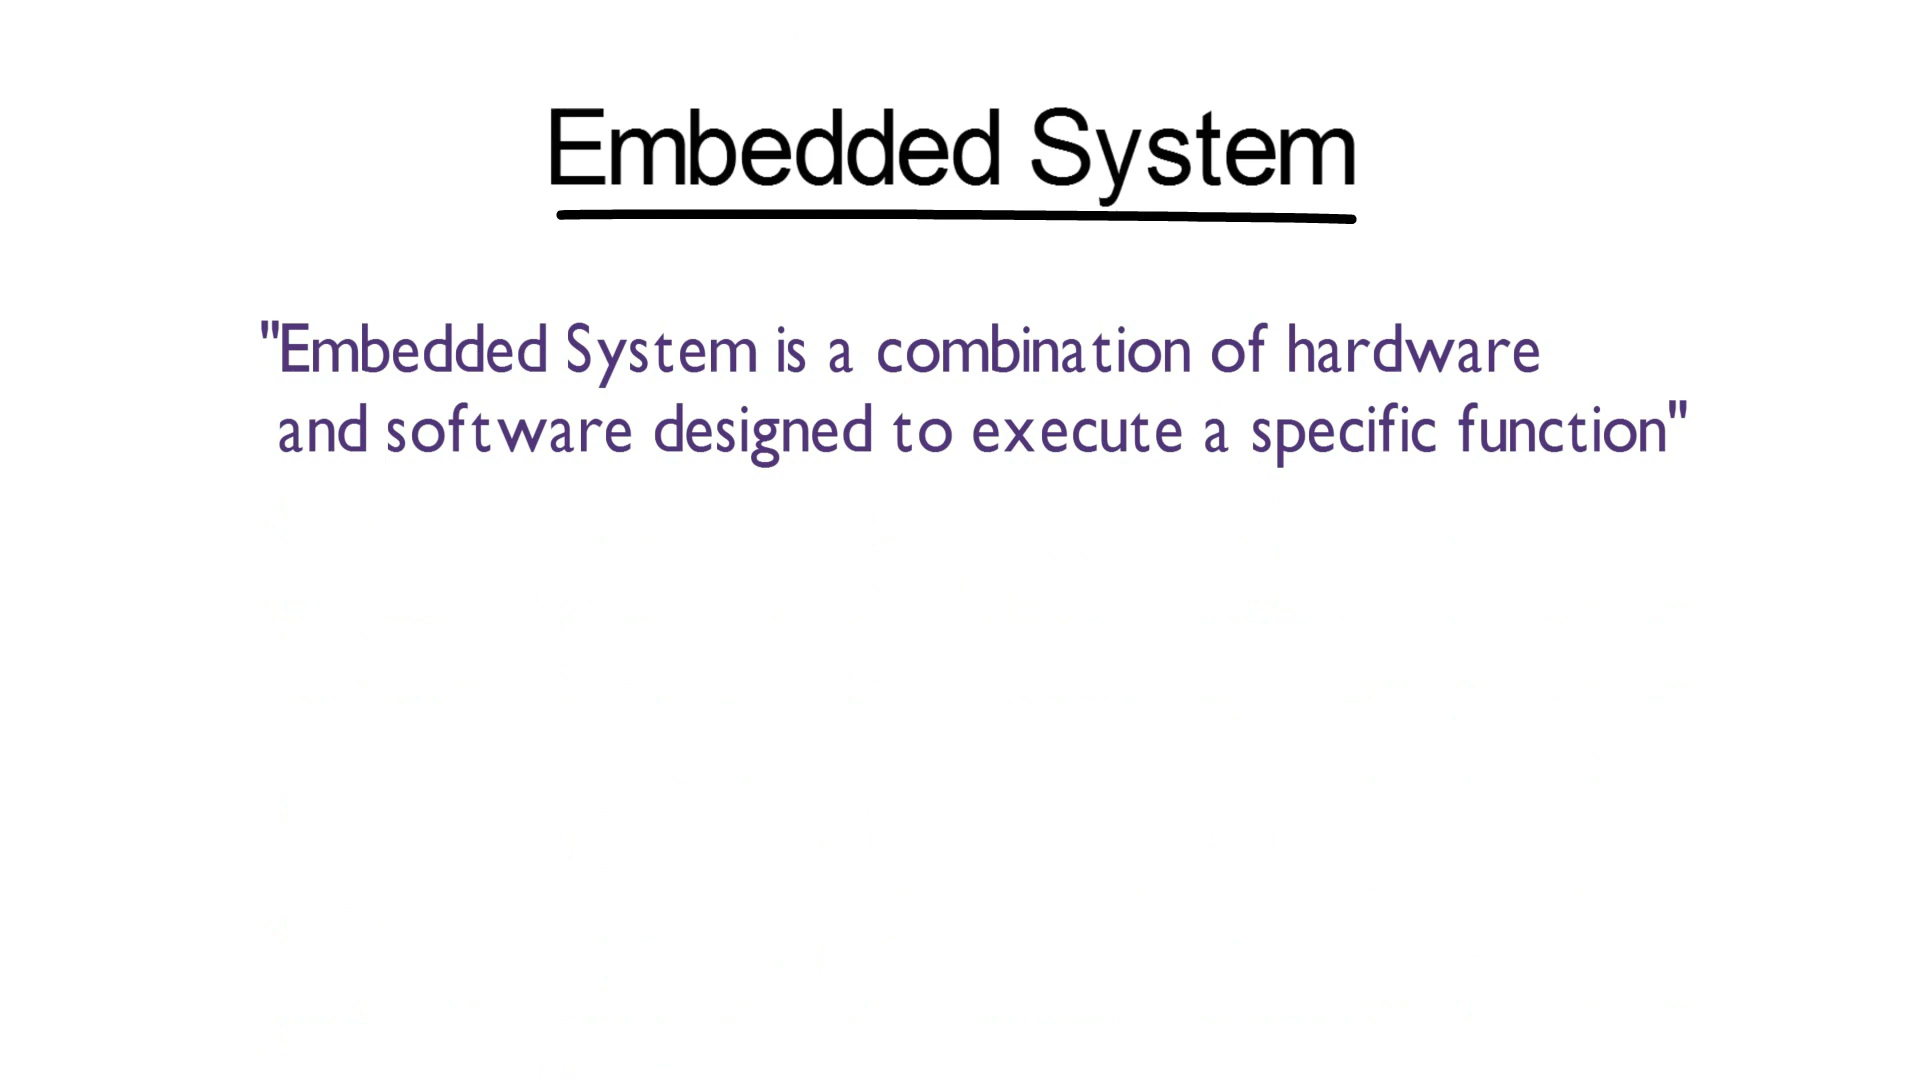 Embedded System
"Embedded System is a combination of hardware
and software designed to execute a specific function"